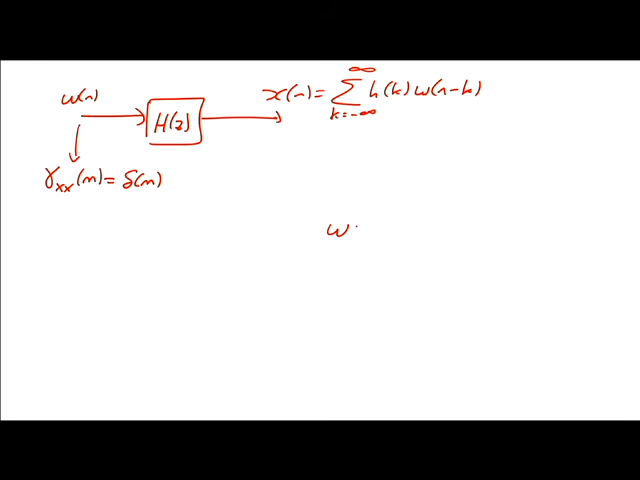 w(n)
H(z)
x(n) = ∑_{k=-∞}^{∞} h(k) w(n-k)
γ_xx(m) = δ(m)
w